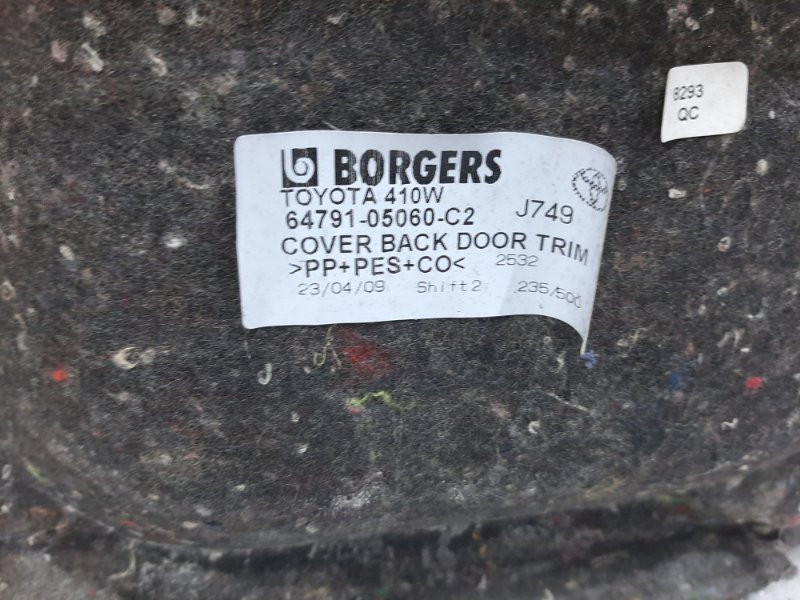 BORGERS
TOYOTA 410W
64791-05060-C2 J749
COVER BACK DOOR TRIM
>PP+PES+CO< 2532
23/04/09 Shift2 .235/500
8293
QC